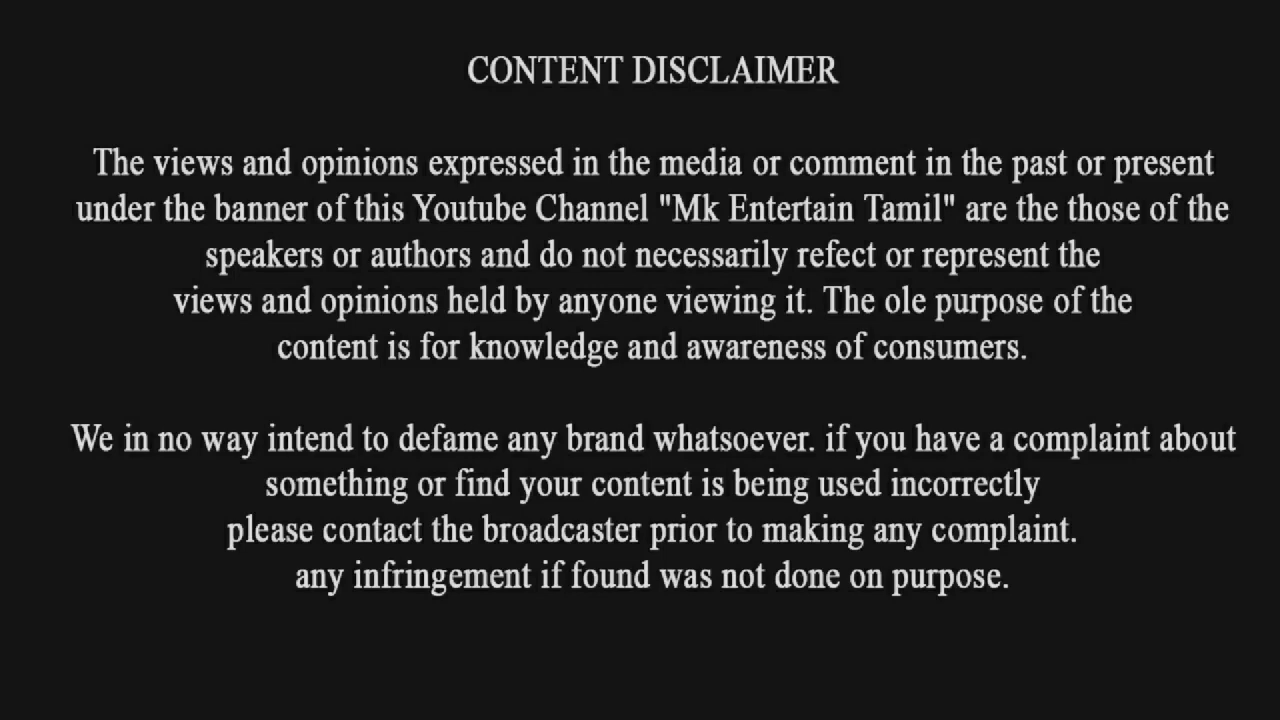 CONTENT DISCLAIMER
The views and opinions expressed in the media or comment in the past or present
under the banner of this Youtube Channel "Mk Entertain Tamil" are the those of the
speakers or authors and do not necessarily refect or represent the
views and opinions held by anyone viewing it. The ole purpose of the
content is for knowledge and awareness of consumers.
We in no way intend to defame any brand whatsoever. if you have a complaint about
something or find your content is being used incorrectly
please contact the broadcaster prior to making any complaint.
any infringement if found was not done on purpose.